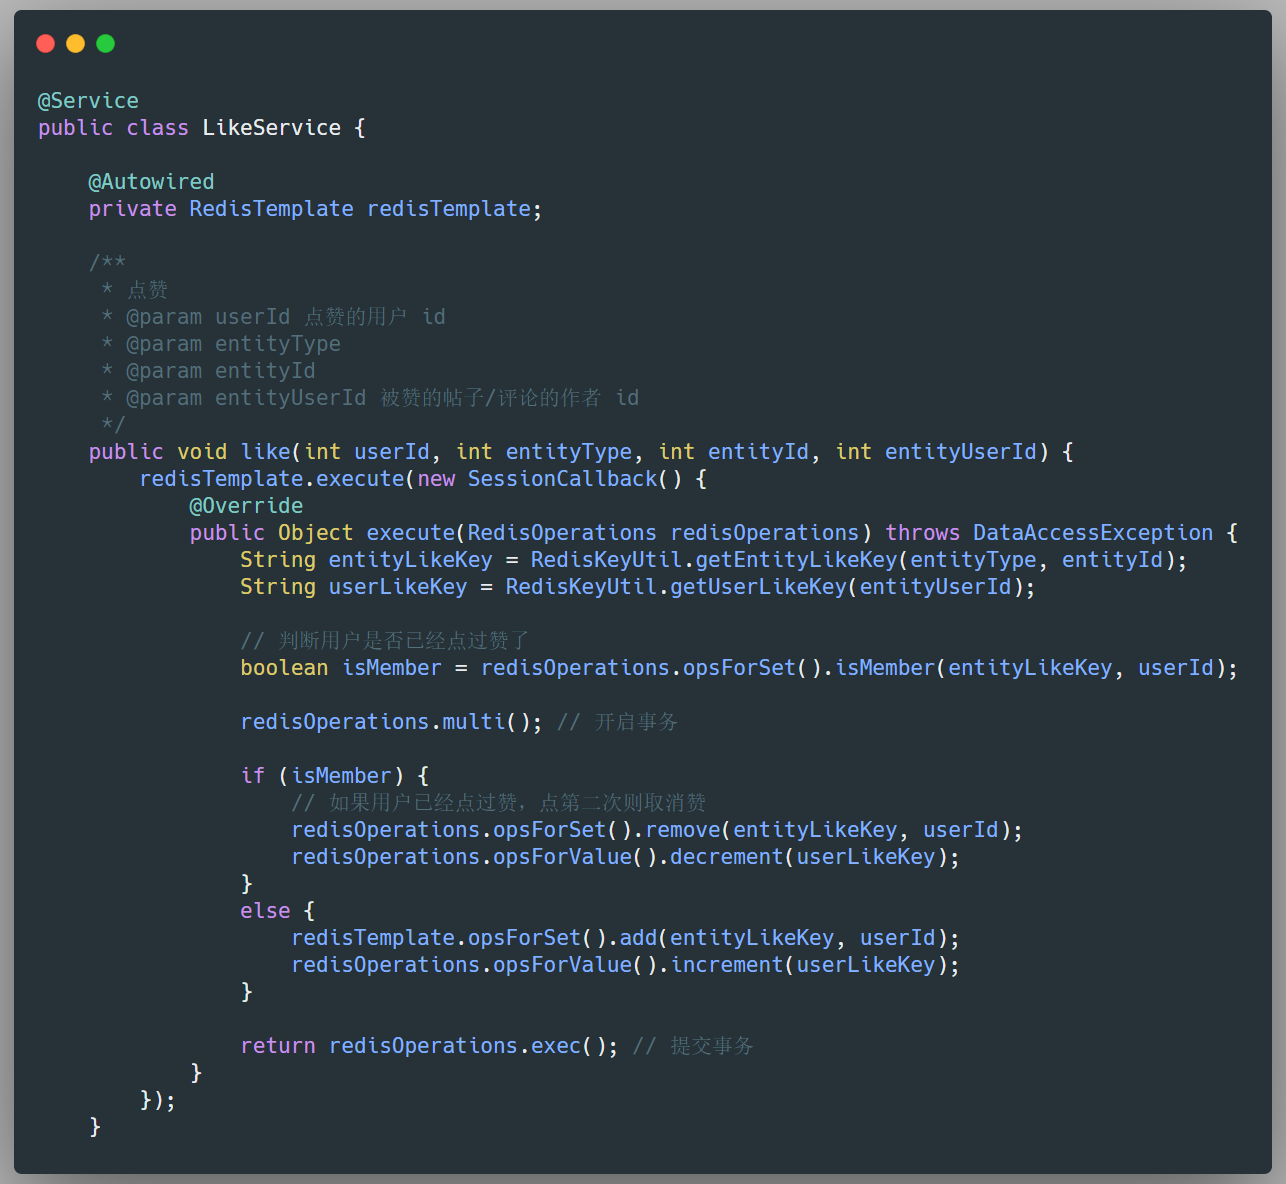 @Service
public class LikeService {
@Autowired
private RedisTemplate redisTemplate;
/**
* 点赞
* @param userId 点赞的用户 id
* @param entityType
* @param entityId
* @param entityUserId 被赞的帖子/评论的作者 id
*/
public void like(int userId, int entityType, int entityId, int entityUserId) {
redisTemplate.execute(new SessionCallback() {
@Override
public Object execute(RedisOperations redisOperations) throws DataAccessException {
String entityLikeKey = RedisKeyUtil.getEntityLikeKey(entityType, entityId);
String userLikeKey = RedisKeyUtil.getUserLikeKey(entityUserId);
// 判断用户是否已经点过赞了
boolean isMember = redisOperations.opsForSet().isMember(entityLikeKey, userId);
redisOperations.multi(); // 开启事务
if (isMember) {
// 如果用户已经点过赞，点第二次则取消赞
redisOperations.opsForSet().remove(entityLikeKey, userId);
redisOperations.opsForValue().decrement(userLikeKey);
}
else {
redisTemplate.opsForSet().add(entityLikeKey, userId);
redisOperations.opsForValue().increment(userLikeKey);
}
return redisOperations.exec(); // 提交事务
}
});
}